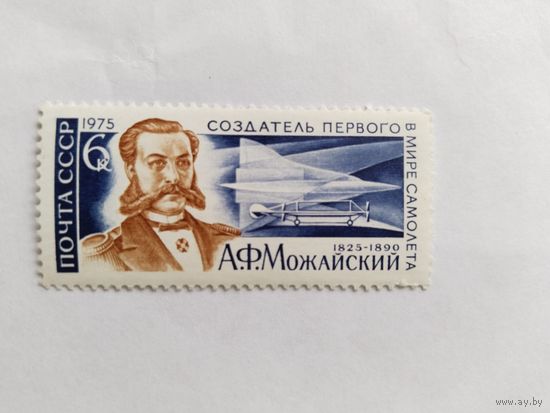 1975
6 к
ПОЧТА СССР
СОЗДАТЕЛЬ ПЕРВОГО
В МИРЕ САМОЛЕТА
1825-1890
А.Ф.МОЖАЙСКИЙ
www.ay.by